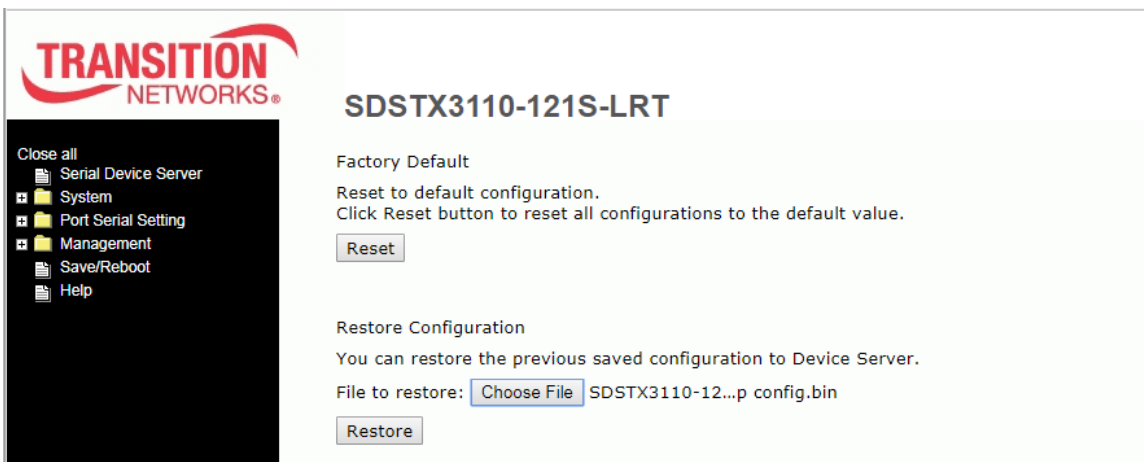 TRANSITION
NETWORKS®
SDSTX3110-121S-LRT
Close all
Serial Device Server
System
Port Serial Setting
Management
Save/Reboot
Help
Factory Default
Reset to default configuration.
Click Reset button to reset all configurations to the default value.
Reset
Restore Configuration
You can restore the previous saved configuration to Device Server.
File to restore: Choose File SDSTX3110-12...p config.bin
Restore